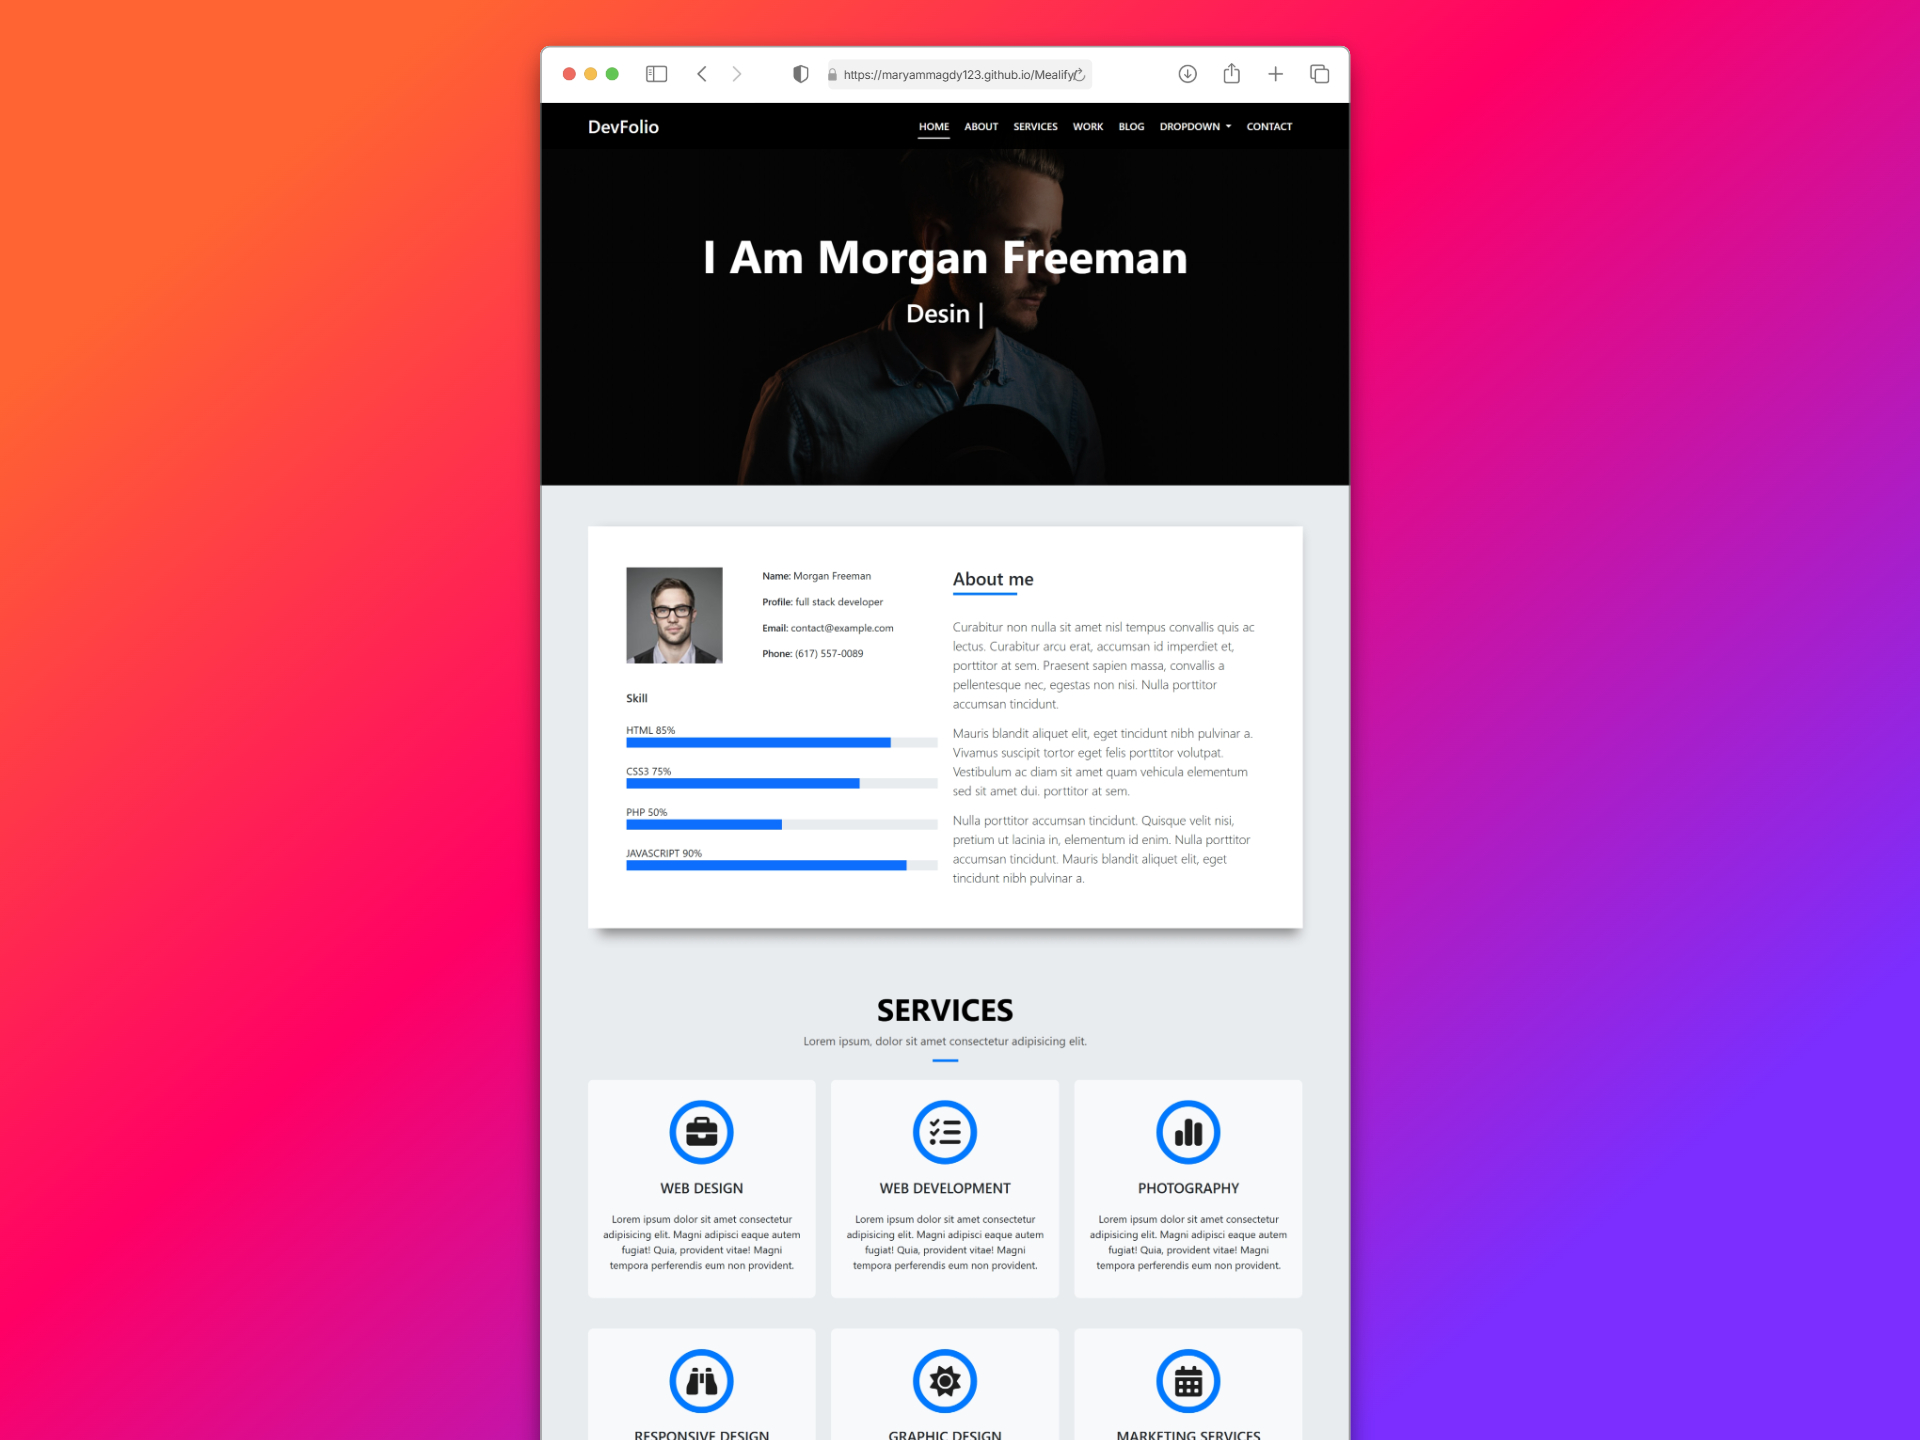 https://maryammagdy123.github.io/Mealify
DevFolio
HOME ABOUT SERVICES WORK BLOG DROPDOWN CONTACT
I Am Morgan Freeman
Desin |
Name: Morgan Freeman
Profile: full stack developer
Email: contact@example.com
Phone: (617) 557-0089
Skill
HTML 85%
CSS3 75%
PHP 50%
JAVASCRIPT 90%
About me
Curabitur non nulla sit amet nisl tempus convallis quis ac
lectus. Curabitur arcu erat, accumsan id imperdiet et,
porttitor at sem. Praesent sapien massa, convallis a
pellentesque nec, egestas non nisi. Nulla porttitor
accumsan tincidunt.
Mauris blandit aliquet elit, eget tincidunt nibh pulvinar a.
Vivamus suscipit tortor eget felis porttitor volutpat.
Vestibulum ac diam sit amet quam vehicula elementum
sed sit amet dui. porttitor at sem.
Nulla porttitor accumsan tincidunt. Quisque velit nisi,
pretium ut lacinia in, elementum id enim. Nulla porttitor
accumsan tincidunt. Mauris blandit aliquet elit, eget
tincidunt nibh pulvinar a.
SERVICES
Lorem ipsum, dolor sit amet consectetur adipisicing elit.
WEB DESIGN
Lorem ipsum dolor sit amet consectetur
adipisicing elit. Magni adipisci eaque autem
fugiat! Quia, provident vitae! Magni
tempora perferendis eum non provident.
WEB DEVELOPMENT
Lorem ipsum dolor sit amet consectetur
adipisicing elit. Magni adipisci eaque autem
fugiat! Quia, provident vitae! Magni
tempora perferendis eum non provident.
PHOTOGRAPHY
Lorem ipsum dolor sit amet consectetur
adipisicing elit. Magni adipisci eaque autem
fugiat! Quia, provident vitae! Magni
tempora perferendis eum non provident.
RESPONSIVE DESIGN
GRAPHIC DESIGN
MARKETING SERVICES